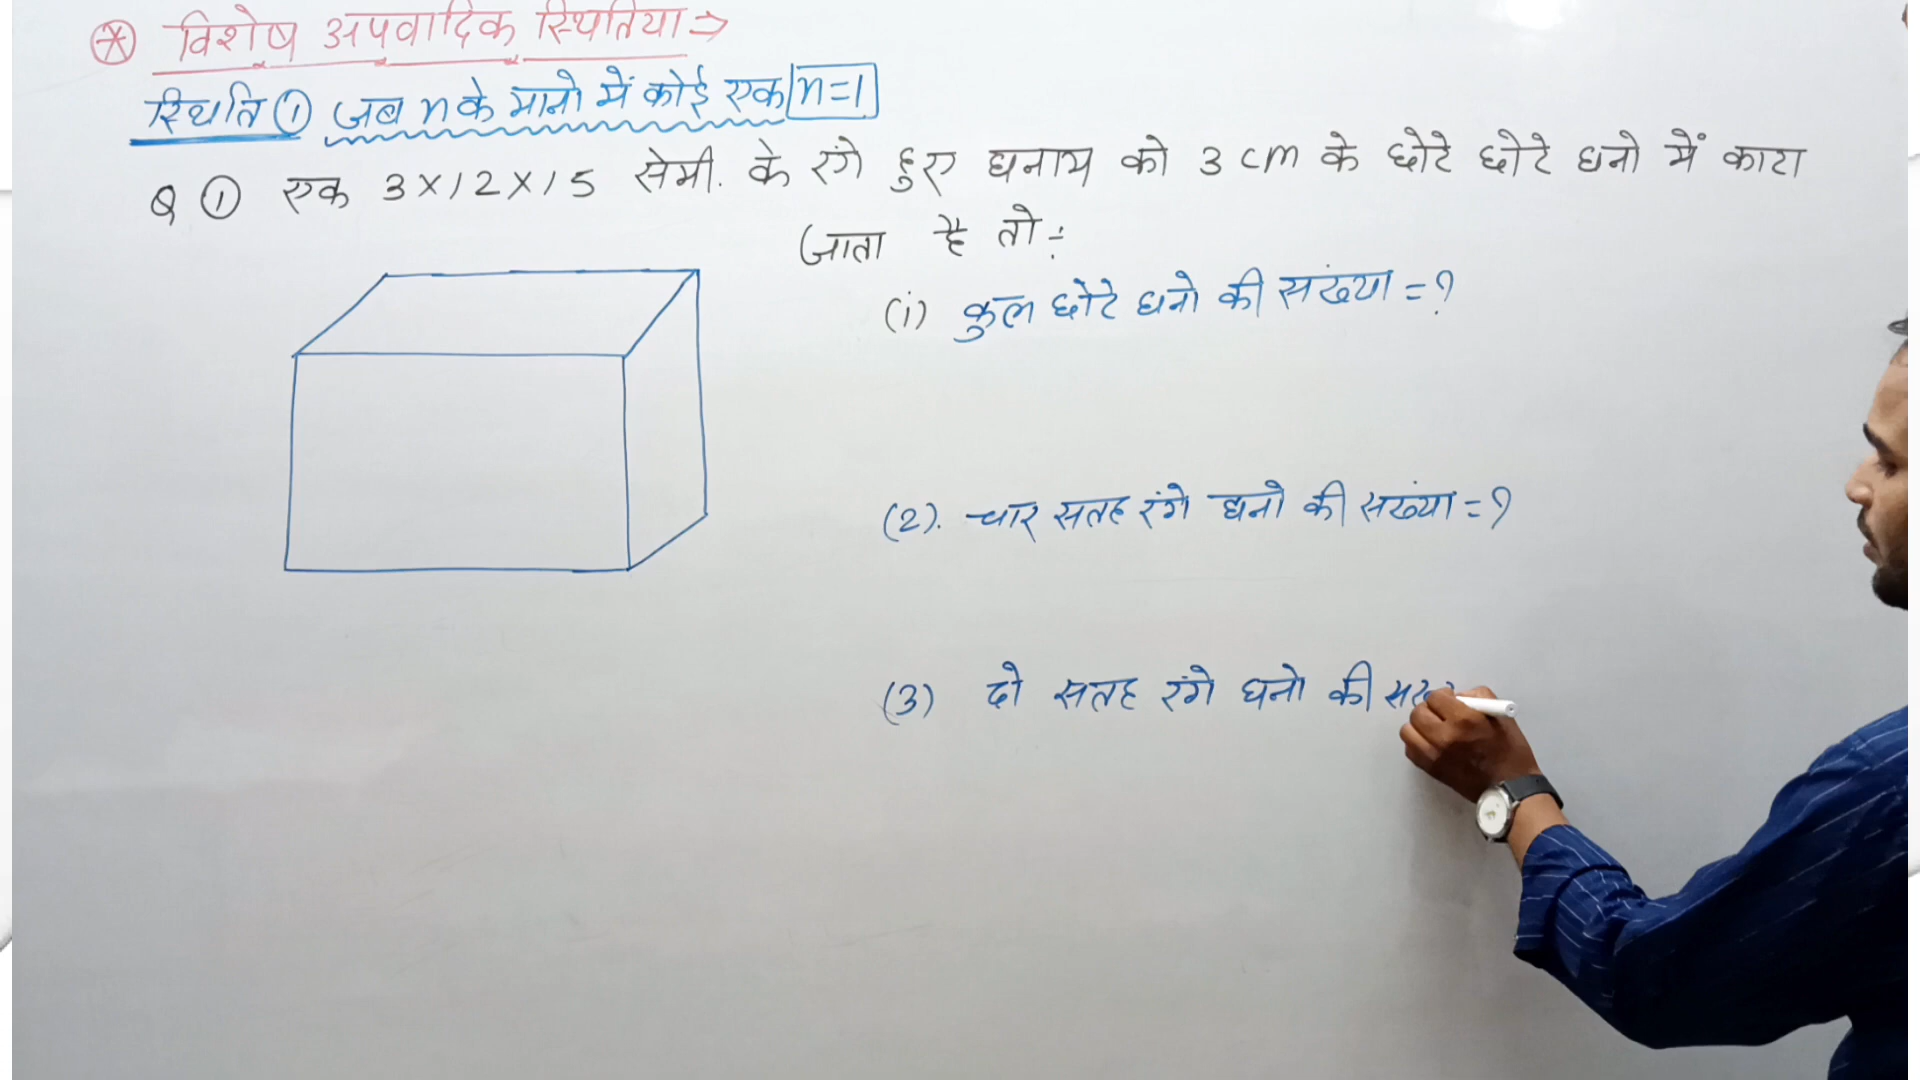 * विशेष अपवादिक स्थितिया ⇒
स्थिति ① जब n के मानो में कोई एक n=1
Q ① एक 3×12×15 सेमी. के रंगे हुए घनाभ को 3 cm के छोटे छोटे घनो में काटा
जाता है तो :-
(i) कुल छोटे घनो की संख्या = ?
(2). चार सतह रंगे घनो की सख्ंया = ?
(3) दो सतह रंगे घनो की